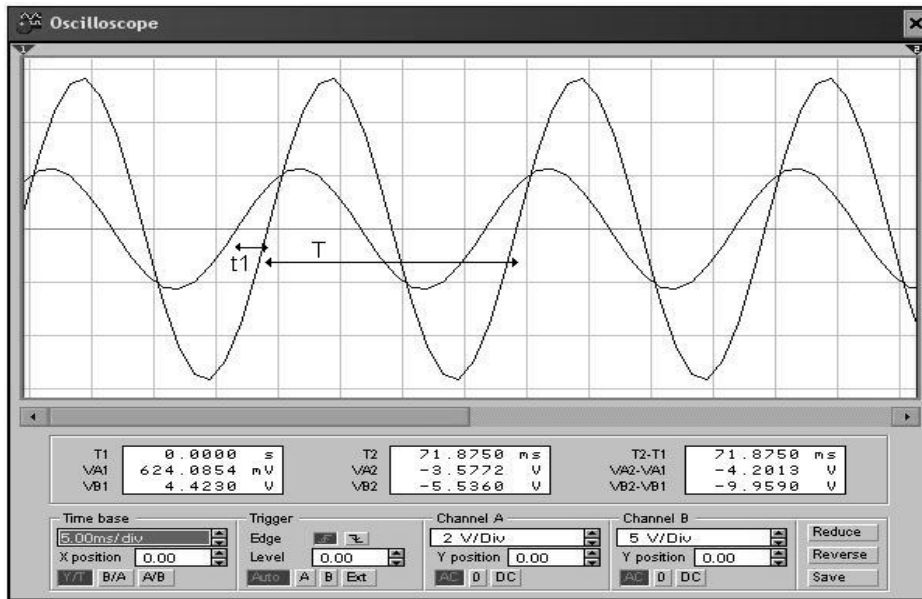 Oscilloscope
1 2
t1 T
T1 0.0000 s T2 71.8750 ms T2-T1 71.8750 ms
VA1 624.0854 mV VA2 -3.5772 V VA2-VA1 -4.2013 V
VB1 4.4230 V VB2 -5.5360 V VB2-VB1 -9.9590 V
Time base Trigger Channel A Channel B
5.00ms/div Edge 2 V/Div 5 V/Div Reduce
X position 0.00 Level 0.00 Y position 0.00 Y position 0.00 Reverse
Y/T B/A A/B Auto A B Ext AC 0 DC AC 0 DC Save